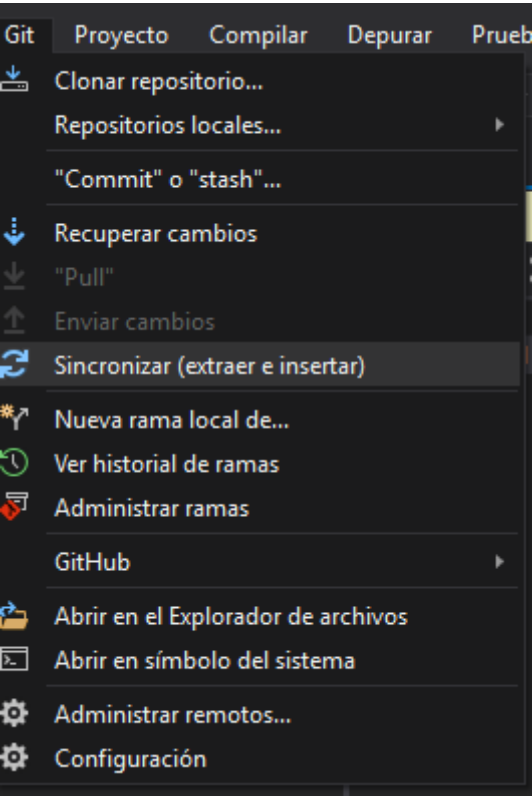 Git Proyecto Compilar Depurar
Clonar repositorio...
Repositorios locales...
"Commit" o "stash"...
Recuperar cambios
"Pull"
Enviar cambios
Sincronizar (extraer e insertar)
Nueva rama local de...
Ver historial de ramas
Administrar ramas
GitHub
Abrir en el Explorador de archivos
Abrir en símbolo del sistema
Administrar remotos...
Configuración